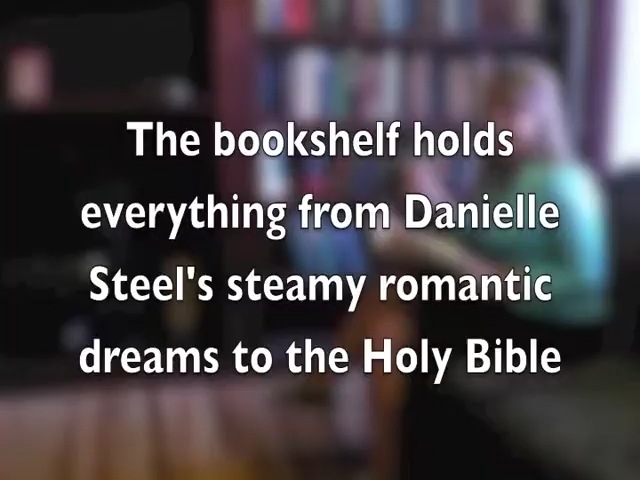 The bookshelf holds
everything from Danielle
Steel's steamy romantic
dreams to the Holy Bible